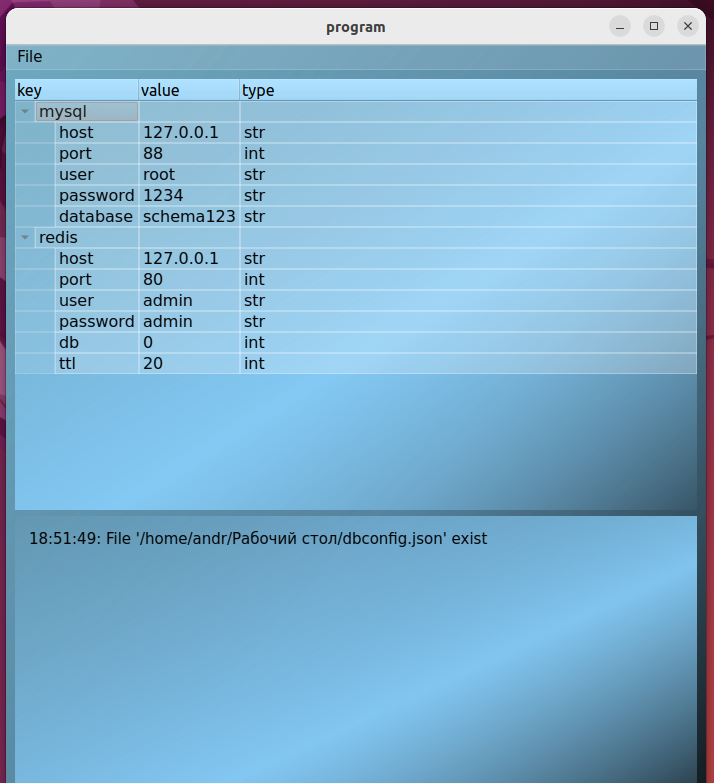 program
File
key value type
mysql
host 127.0.0.1 str
port 88 int
user root str
password 1234 str
database schema123 str
redis
host 127.0.0.1 str
port 80 int
user admin str
password admin str
db 0 int
ttl 20 int
18:51:49: File '/home/andr/Рабочий стол/dbconfig.json' exist